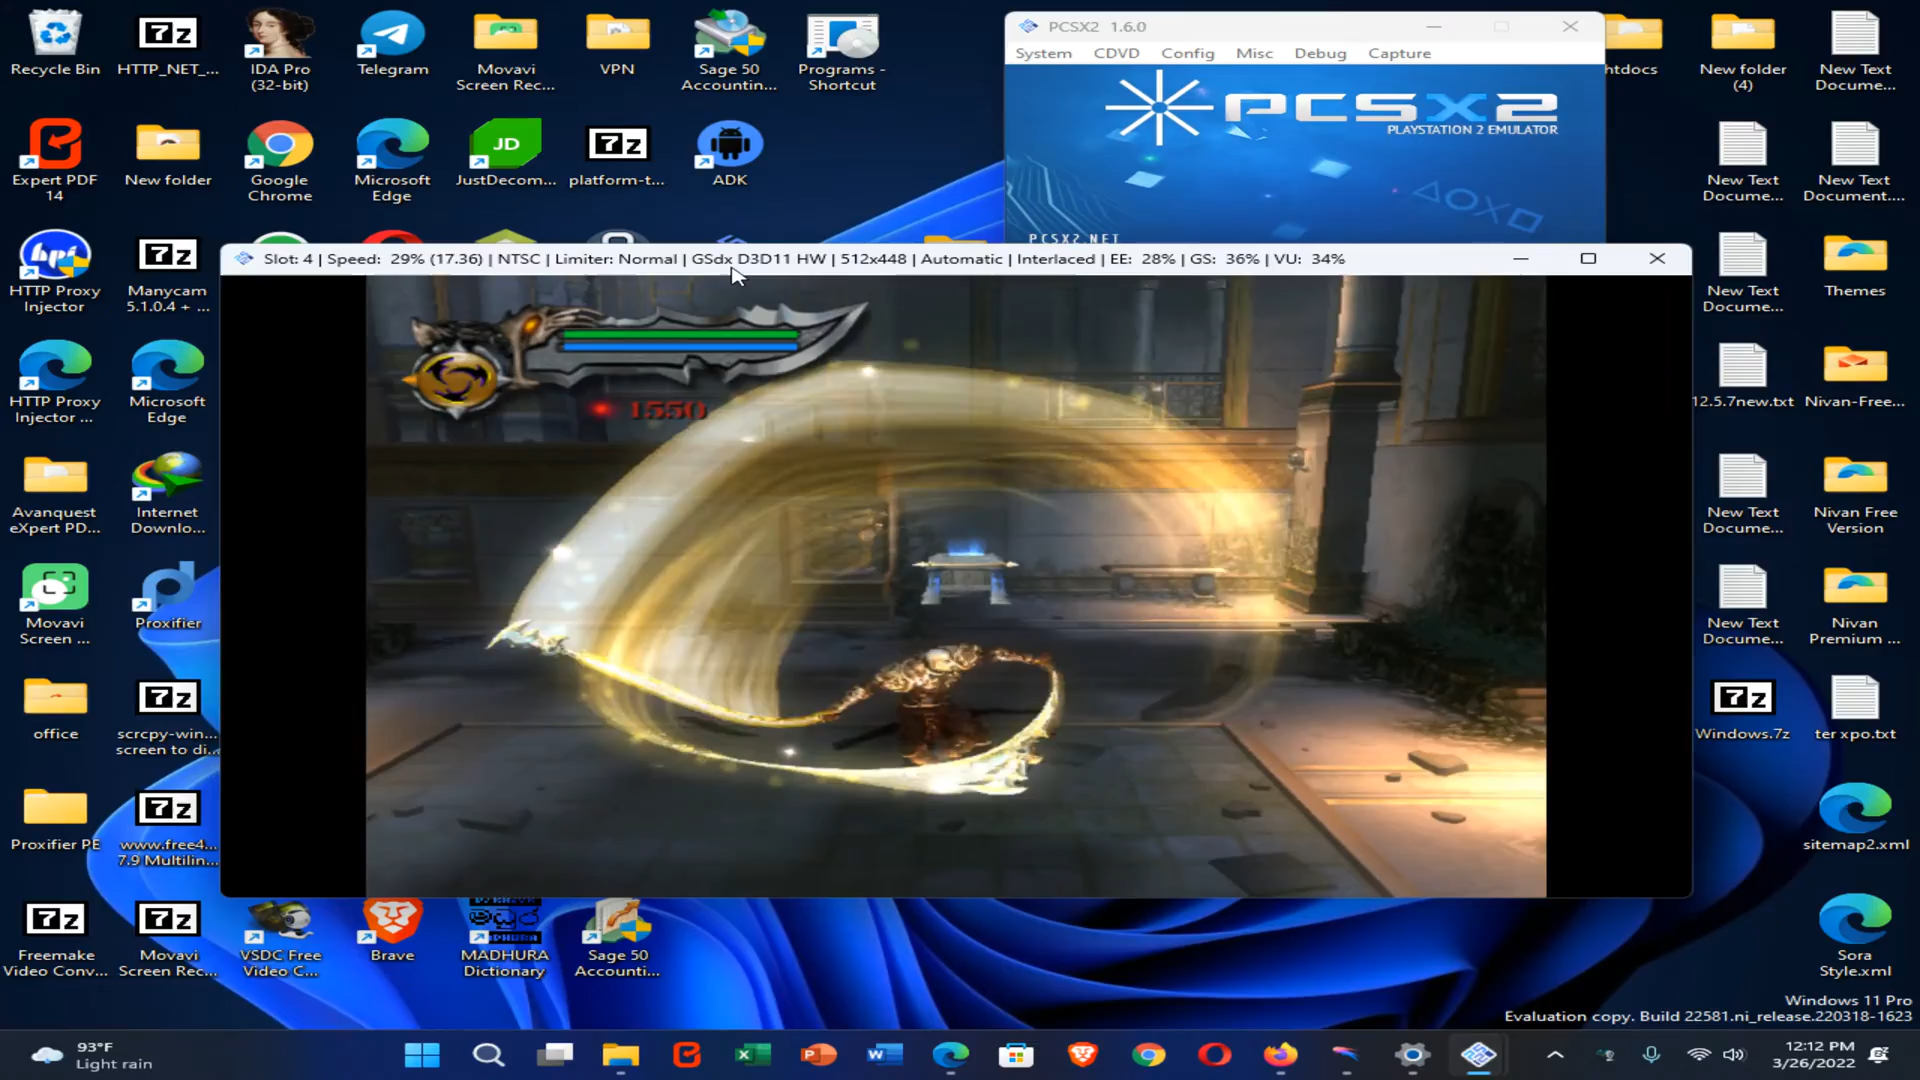 Recycle Bin
HTTP_NET_...
IDA Pro
(32-bit)
Telegram
Movavi
Screen Rec...
VPN
Sage 50
Accountin...
Programs -
Shortcut
PCSX2 1.6.0
System
CDVD
Config
Misc
Debug
Capture
PCSX2
PLAYSTATION 2 EMULATOR
PCSX2.NET
htdocs
New folder
(4)
New Text
Docume...
Expert PDF
14
New folder
Google
Chrome
Microsoft
Edge
JD
JustDecom...
platform-t...
ADK
New Text
Docume...
New Text
Document....
hpi
HTTP Proxy
Injector
Manycam
5.1.0.4 + ...
Slot: 4 | Speed: 29% (17.36) | NTSC | Limiter: Normal | GSdx D3D11 HW | 512x448 | Automatic | Interlaced | EE: 28% | GS: 36% | VU: 34%
1550
New Text
Docume...
Themes
HTTP Proxy
Injector ...
Microsoft
Edge
12.5.7new.txt
Nivan-Free...
Avanquest
eXpert PD...
Internet
Downlo...
New Text
Docume...
Nivan Free
Version
Movavi
Screen ...
Proxifier
New Text
Docume...
Nivan
Premium ...
office
scrcpy-win...
screen to di...
Windows.7z
ter xpo.txt
Proxifier PE
www.free4...
7.9 Multilin...
sitemap2.xml
Freemake
Video Conv...
Movavi
Screen Rec...
VSDC Free
Video C...
Brave
MADHURA
Dictionary
Sage 50
Accounti...
Sora
Style.xml
Windows 11 Pro
Evaluation copy. Build 22581.ni_release.220318-1623
93°F
Light rain
12:12 PM
3/26/2022